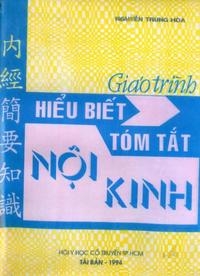 NGUYỄN TRUNG HÒA
Giáo trình
HIỂU BIẾT
TÓM TẮT
NỘI
KINH
內經簡要知識
HỘI Y HỌC CỔ TRUYỀN TP. HCM
TÁI BẢN - 1994